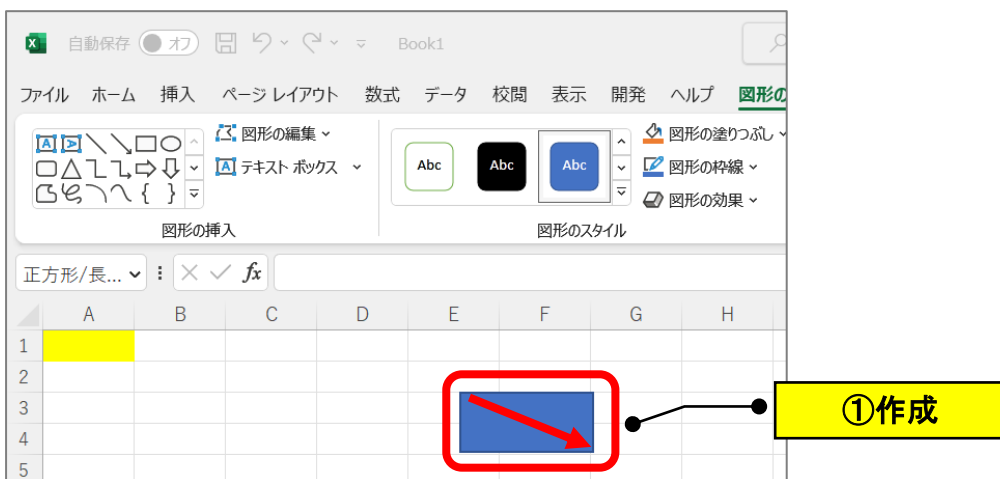 自動保存 オフ Book1
ファイル ホーム 挿入 ページ レイアウト 数式 データ 校閲 表示 開発 ヘルプ 図形の
図形の編集
テキスト ボックス
図形の挿入
Abc Abc Abc
図形の塗りつぶし
図形の枠線
図形の効果
図形のスタイル
正方形/長... fx
A B C D E F G H
1
2
3
4
5
①作成